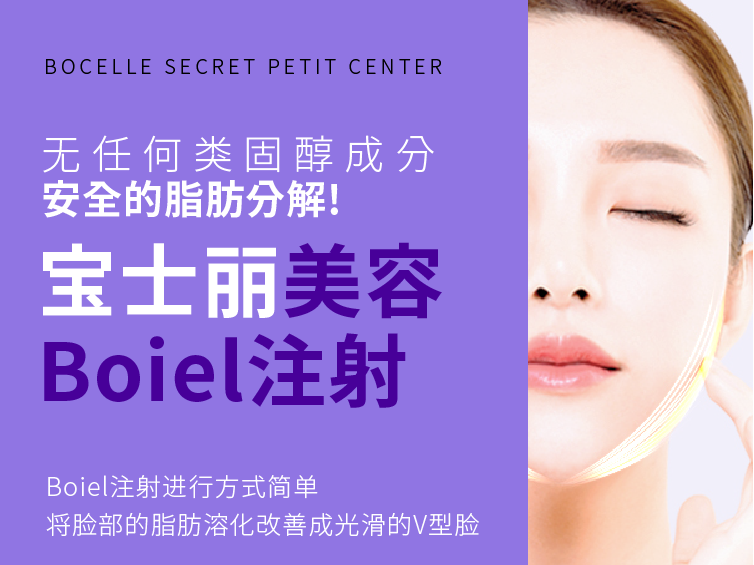 BOCELLE SECRET PETIT CENTER
无任何类固醇成分
安全的脂肪分解!
宝士丽美容
Boiel注射
Boiel注射进行方式简单
将脸部的脂肪溶化改善成光滑的V型脸